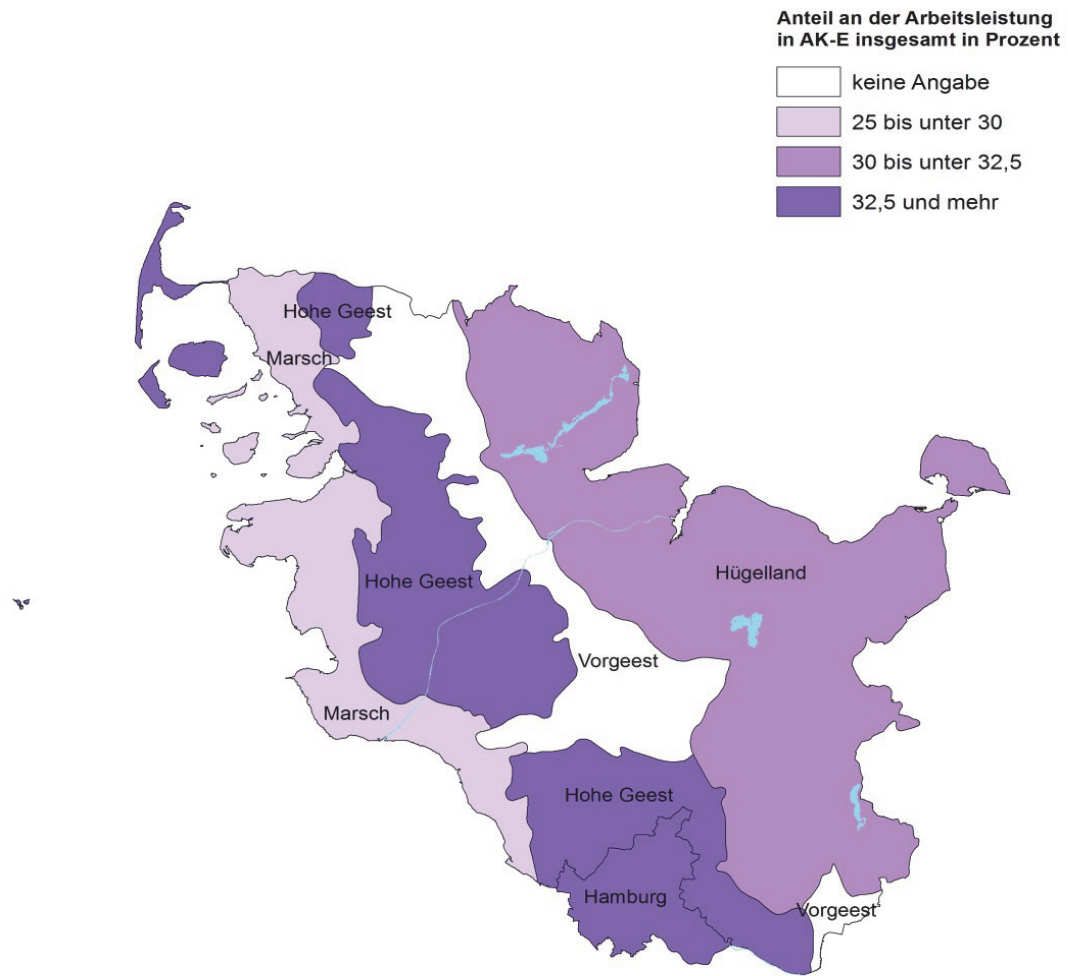 Anteil an der Arbeitsleistung
in AK-E insgesamt in Prozent
keine Angabe
25 bis unter 30
30 bis unter 32,5
32,5 und mehr
Hohe Geest
Marsch
Hohe Geest
Hügelland
Vorgeest
Marsch
Hohe Geest
Hamburg
Vorgeest